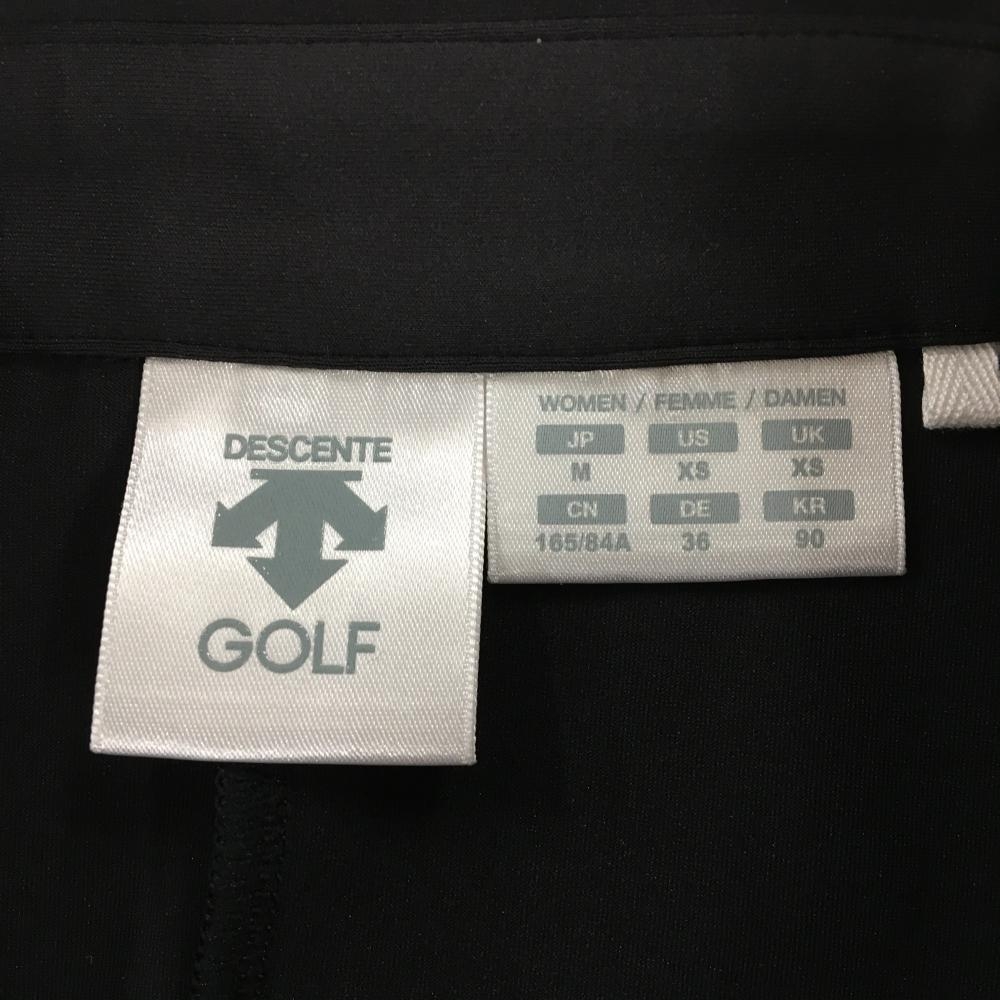 DESCENTE
GOLF
WOMEN / FEMME / DAMEN
JP US UK
M XS XS
CN DE KR
165/84A 36 90